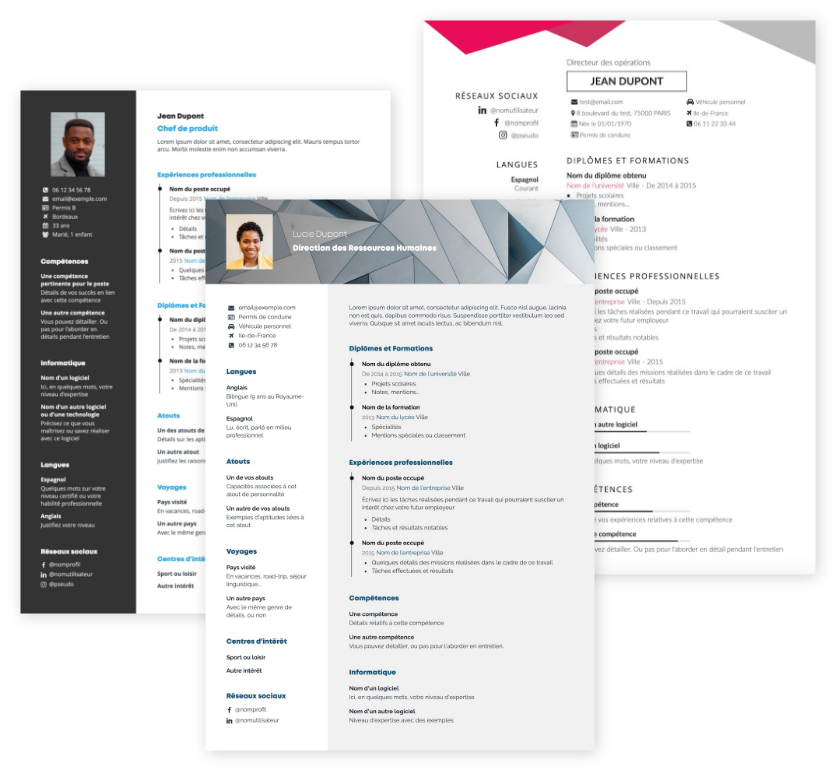 06 12 34 56 78
email@exemple.com
Permis B
Bordeaux
33 ans
Marié, 1 enfant
Compétences
Une compétence
pertinente pour le poste
Détails de vos succès en lien
avec cette compétence
Une autre compétence
Vous pouvez détailler. Ou
pas pour l'aborder en
détails pendant l'entretien
Informatique
Nom d'un logiciel
Ici, en quelques mots, votre
niveau d'expertise
Nom d'un autre logiciel
ou d'une technologie
Précisez ce que vous
maîtrisez ou savez réaliser
avec ce logiciel
Langues
Espagnol
Quelques mots sur votre
niveau certifié ou votre
habilité professionnelle
Anglais
Justifiez votre niveau
Réseaux sociaux
@nomprofil
@nomutilisateur
@pseudo
Jean Dupont
Chef de produit
Lorem ipsum dolor sit amet, consectetur adipiscing elit. Mauris tempus tortor
arcu. Morbi molestie enim non accumsan viverra.
Expériences professionnelles
Nom du poste occupé
Depuis 2015 Nom de
Écrivez ici les
intérêt chez v
Détails
Tâches et
Nom du post
2015 Nom de
Quelques
Tâches eff
Diplômes et Fo
Nom du dipl
De 2014 à 201
Projets sc
Notes, me
Nom de la fo
2013 Nom du
Spécialités
Mentions
Atouts
Un des atouts de
Détails sur les apti
Un autre atout
Justifiez les raison
Voyages
Pays visité
En vacances, road-
Un autre pays
Avec le même gen
Centres d'inté
Sport ou loisir
Autre intérêt
Lucie Dupont
Direction des Ressources Humaines
email@exemple.com
Permis de conduire
Véhicule personnel
Ile-de-France
06 12 34 56 78
Langues
Anglais
Bilingue (9 ans au Royaume-
Uni)
Espagnol
Lu, écrit, parlé en milieu
professionnel
Atouts
Un de vos atouts
Capacités associées à cet
atout de personnalité
Un autre de vos atouts
Exemples d'aptitudes liées à
cet atout
Voyages
Pays visité
En vacances, road-trip, séjour
linguistique...
Un autre pays
Avec le même genre de
détails, ou non
Centres d'intérêt
Sport ou loisir
Autre intérêt
Réseaux sociaux
@nomprofil
@nomutilisateur
Lorem ipsum dolor sit amet, consectetur adipiscing elit. Fusce nisl augue, lacinia
non est quis, dapibus commodo risus. Suspendisse porttitor vestibulum leo sed
viverra. Quisque sit amet iaculis lectus, ac bibendum nisl.
Diplômes et Formations
Nom du diplôme obtenu
De 2014 à 2015 Nom de l'université Ville
Projets scolaires
Notes, mentions...
Nom de la formation
2013 Nom du lycée Ville
Spécialités
Mentions spéciales ou classement
Expériences professionnelles
Nom du poste occupé
Depuis 2015 Nom de l'entreprise Ville
Écrivez ici les tâches réalisées pendant ce travail qui pourraient susciter un
intérêt chez votre futur employeur
Détails
Tâches et résultats notables
Nom du poste occupé
2015 Nom de l'entreprise Ville
Quelques détails des missions réalisées dans le cadre de ce travail
Tâches effectuées et résultats
Compétences
Une compétence
Détails relatifs à cette compétence
Une autre compétence
Vous pouvez détailler, ou pas pour l'aborder en entretien.
Informatique
Nom d'un logiciel
Ici, en quelques mots, votre niveau d'expertise
Nom d'un autre logiciel
Niveau d'expertise avec des exemples
RÉSEAUX SOCIAUX
@nomutilisateur
@nomprofil
@pseudo
LANGUES
Espagnol
Courant
Directeur des opérations
JEAN DUPONT
test@email.com
Véhicule personnel
8 boulevard du test, 75000 PARIS
Ile-de-France
Née le 01/01/1970
06 11 22 33 44
Permis de conduire
DIPLÔMES ET FORMATIONS
Nom du diplôme obtenu
Nom de l'université Ville - De 2014 à 2015
Projets scolaires
, mentions...
la formation
lycée Ville - 2013
lités
ons spéciales ou classement
IENCES PROFESSIONNELLES
poste occupé
entreprise Ville - Depuis 2015
les tâches réalisées pendant ce travail qui pourraient susciter un
z votre futur employeur
s
et résultats notables
poste occupé
entreprise Ville - 2015
ues détails des missions réalisées dans le cadre de ce travail
s effectuées et résultats
MATIQUE
autre logiciel
logiciel
elques mots, votre niveau d'expertise
ÉTENCES
pétence
vos expériences relatives à cette compétence
e compétence
vez détailler. Ou pas pour l'aborder en détail pendant l'entretien